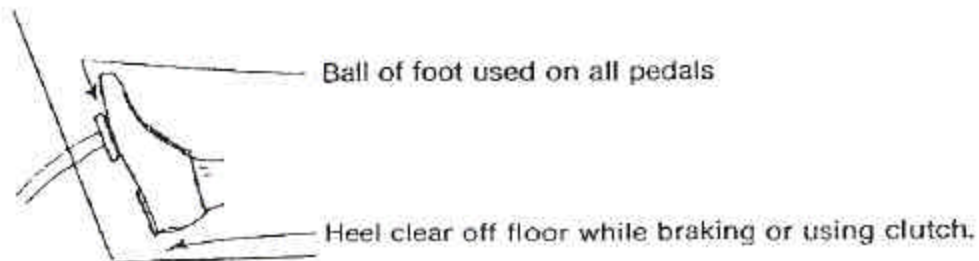 Ball of foot used on all pedals
Heel clear off floor while braking or using clutch.